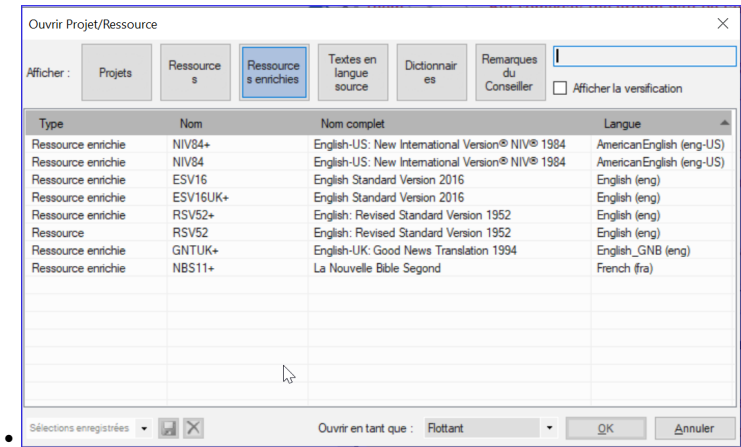 Ouvrir Projet/Ressource
Afficher :
Projets
Ressource
s
Ressource
s enrichies
Textes en
langue
source
Dictionnair
es
Remarques
du
Conseiller
Afficher la versification
Type Nom Nom complet Langue
Ressource enrichie NIV84+ English-US: New International Version® NIV® 1984 AmericanEnglish (eng-US)
Ressource enrichie NIV84 English-US: New International Version® NIV® 1984 AmericanEnglish (eng-US)
Ressource enrichie ESV16 English Standard Version 2016 English (eng)
Ressource enrichie ESV16UK+ English Standard Version 2016 English (eng)
Ressource enrichie RSV52+ English: Revised Standard Version 1952 English (eng)
Ressource RSV52 English: Revised Standard Version 1952 English (eng)
Ressource enrichie GNTUK+ English-UK: Good News Translation 1994 English_GNB (eng)
Ressource enrichie NBS11+ La Nouvelle Bible Segond French (fra)
Sélections enregistrées Ouvrir en tant que : Flottant OK Annuler